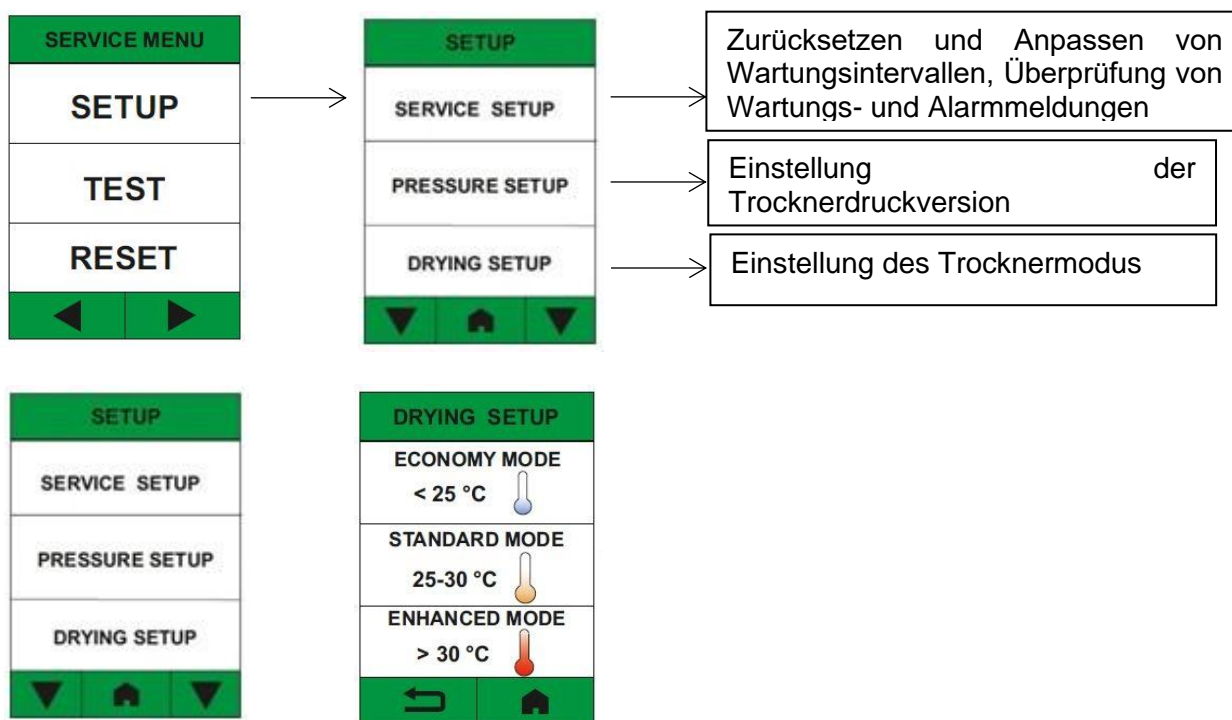 SERVICE MENU
SETUP
TEST
RESET
SETUP
SERVICE SETUP
PRESSURE SETUP
DRYING SETUP
Zurücksetzen und Anpassen von
Wartungsintervallen, Überprüfung von
Wartungs- und Alarmmeldungen
Einstellung der
Trocknerdruckversion
Einstellung des Trocknermodus
SETUP
SERVICE SETUP
PRESSURE SETUP
DRYING SETUP
DRYING SETUP
ECONOMY MODE
< 25 °C
STANDARD MODE
25-30 °C
ENHANCED MODE
> 30 °C